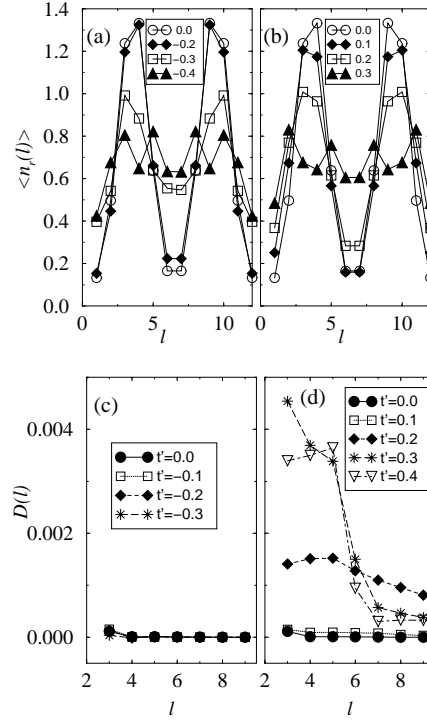 1.4
1.2
1.0
0.8
0.6
0.4
0.2
0.0
<n_r(l)>
(a)
0.0
−0.2
−0.3
−0.4
0 5 10
l
(b)
0.0
0.1
0.2
0.3
0 5 10
l
0.004
0.002
0.000
D(l)
(c)
t'=0.0
t'=−0.1
t'=−0.2
t'=−0.3
2 4 6 8
l
(d)
t'=0.0
t'=0.1
t'=0.2
t'=0.3
t'=0.4
2 4 6 8
l